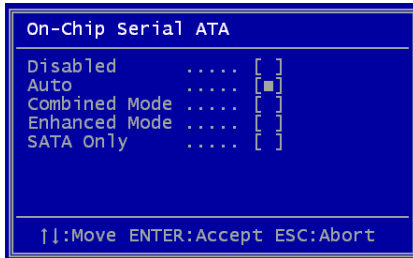 On-Chip Serial ATA
Disabled ..... [ ]
Auto ..... [■]
Combined Mode ..... [ ]
Enhanced Mode ..... [ ]
SATA Only ..... [ ]
↑↓:Move ENTER:Accept ESC:Abort